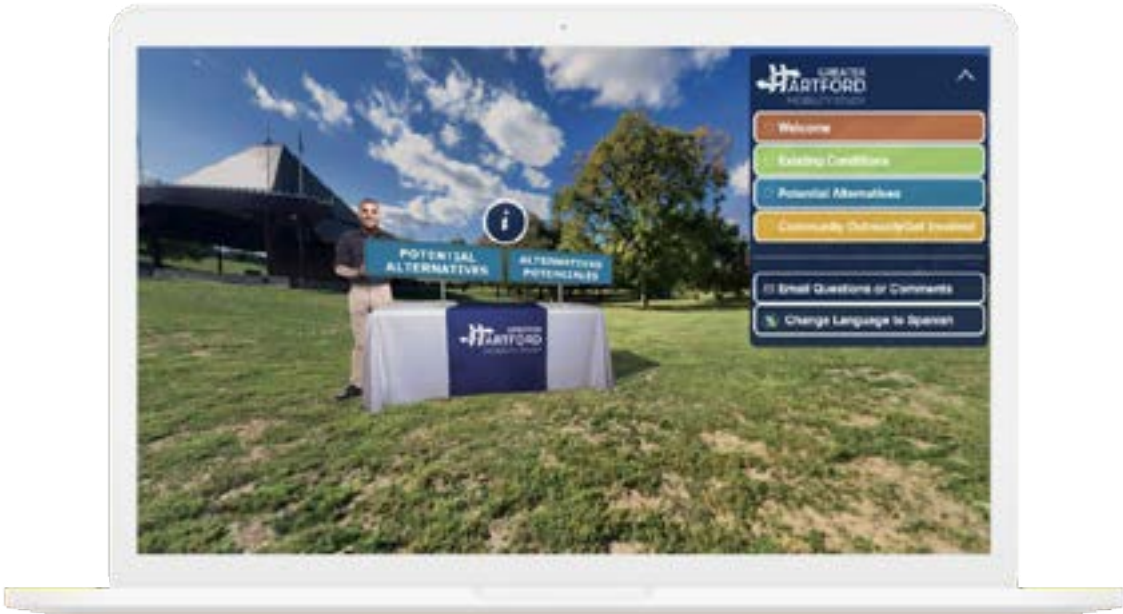 GREATER
HARTFORD
MOBILITY STUDY
Welcome
Existing Conditions
Potential Alternatives
Community Outreach/Get Involved
Email Questions or Comments
Change Language to Spanish
i
POTENTIAL
ALTERNATIVES
ALTERNATIVAS
POTENCIALES
GREATER
HARTFORD
MOBILITY STUDY